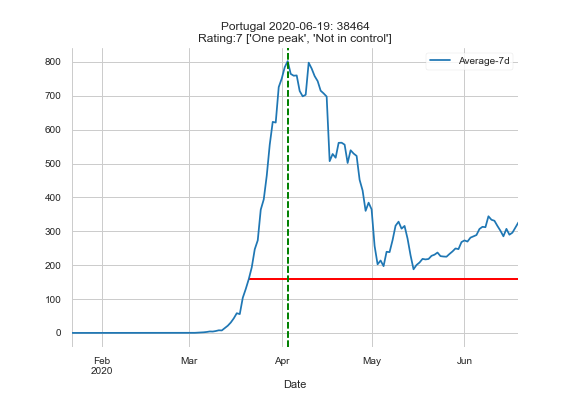 Portugal 2020-06-19: 38464
Rating:7 ['One peak', 'Not in control']
Average-7d
800
700
600
500
400
300
200
100
0
Feb
2020
Mar
Apr
May
Jun
Date